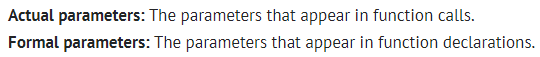 Actual parameters: The parameters that appear in function calls.
Formal parameters: The parameters that appear in function declarations.